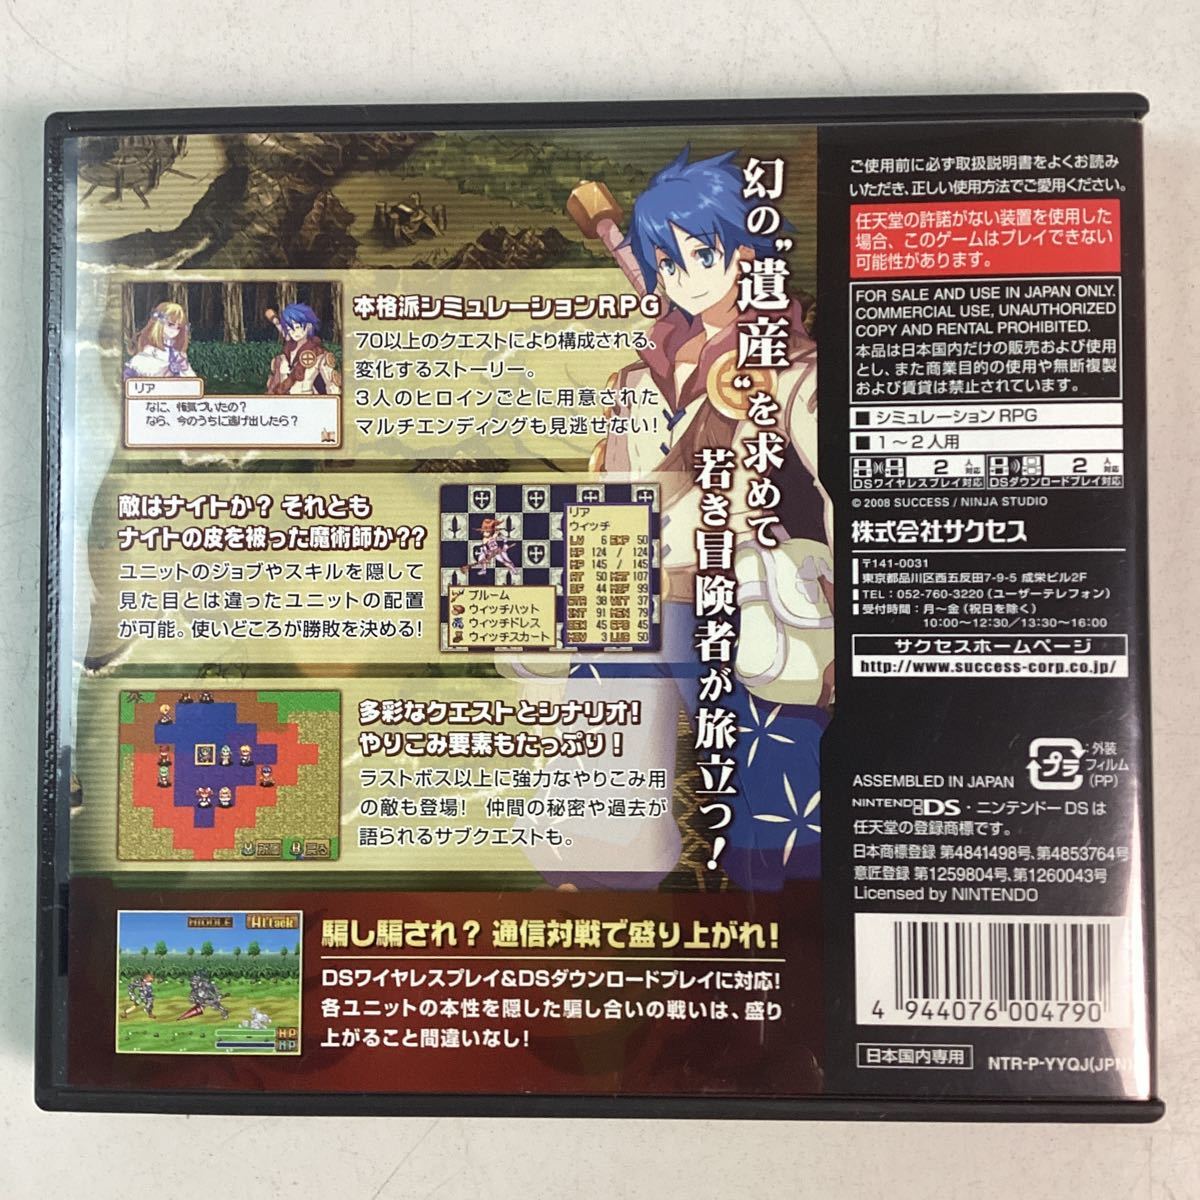 幻の"遺産"を求めて
若き冒険者が旅立つ！
本格派シミュレーションRPG
70以上のクエストにより構成される、
変化するストーリー。
3人のヒロインごとに用意された
マルチエンディングも見逃せない！
リア
なに、怖気づいたの？
なら、今のうちに逃げ出したら？
敵はナイトか？ それとも
ナイトの皮を被った魔術師か??
ユニットのジョブやスキルを隠して
見た目とは違ったユニットの配置
が可能。使いどころが勝敗を決める！
リア
ウィッチ
LV 6 EXP 50
HP 124 / 124
MP 145 / 145
ブルーム
ウィッチハット
ウィッチドレス
ウィッチスカート
多彩なクエストとシナリオ！
やりこみ要素もたっぷり！
ラストボス以上に強力なやりこみ用
の敵も登場！ 仲間の秘密や過去が
語られるサブクエストも。
MIDDLE Attack
HP
MP
騙し騙され？ 通信対戦で盛り上がれ！
DSワイヤレスプレイ&DSダウンロードプレイに対応！
各ユニットの本性を隠した騙し合いの戦いは、盛り
上がること間違いなし！
ご使用前に必ず取扱説明書をよくお読み
いただき、正しい使用方法でご愛用ください。
任天堂の許諾がない装置を使用した
場合、このゲームはプレイできない
可能性があります。
FOR SALE AND USE IN JAPAN ONLY.
COMMERCIAL USE, UNAUTHORIZED
COPY AND RENTAL PROHIBITED.
本品は日本国内だけの販売および使用
とし、また商業目的の使用や無断複製
および賃貸は禁止されています。
■ シミュレーションRPG
■ 1～2人用
2 人対応 2 人対応
DSワイヤレスプレイ対応 DSダウンロードプレイ対応
© 2008 SUCCESS / NINJA STUDIO
株式会社サクセス
〒141-0031
東京都品川区西五反田7-9-5 成栄ビル2F
TEL：052-760-3220（ユーザーテレフォン）
受付時間：月～金（祝日を除く）
10:00～12:30／13:30～16:00
サクセスホームページ
http://www.success-corp.co.jp/
プラ
:外装
フィルム
(PP)
ASSEMBLED IN JAPAN
NINTENDO DS・ニンテンドーDSは
任天堂の登録商標です。
日本商標登録 第4841498号、第4853764号
意匠登録 第1259804号、第1260043号
Licensed by NINTENDO
4 944076 004790
日本国内専用
NTR-P-YYQJ(JPN)